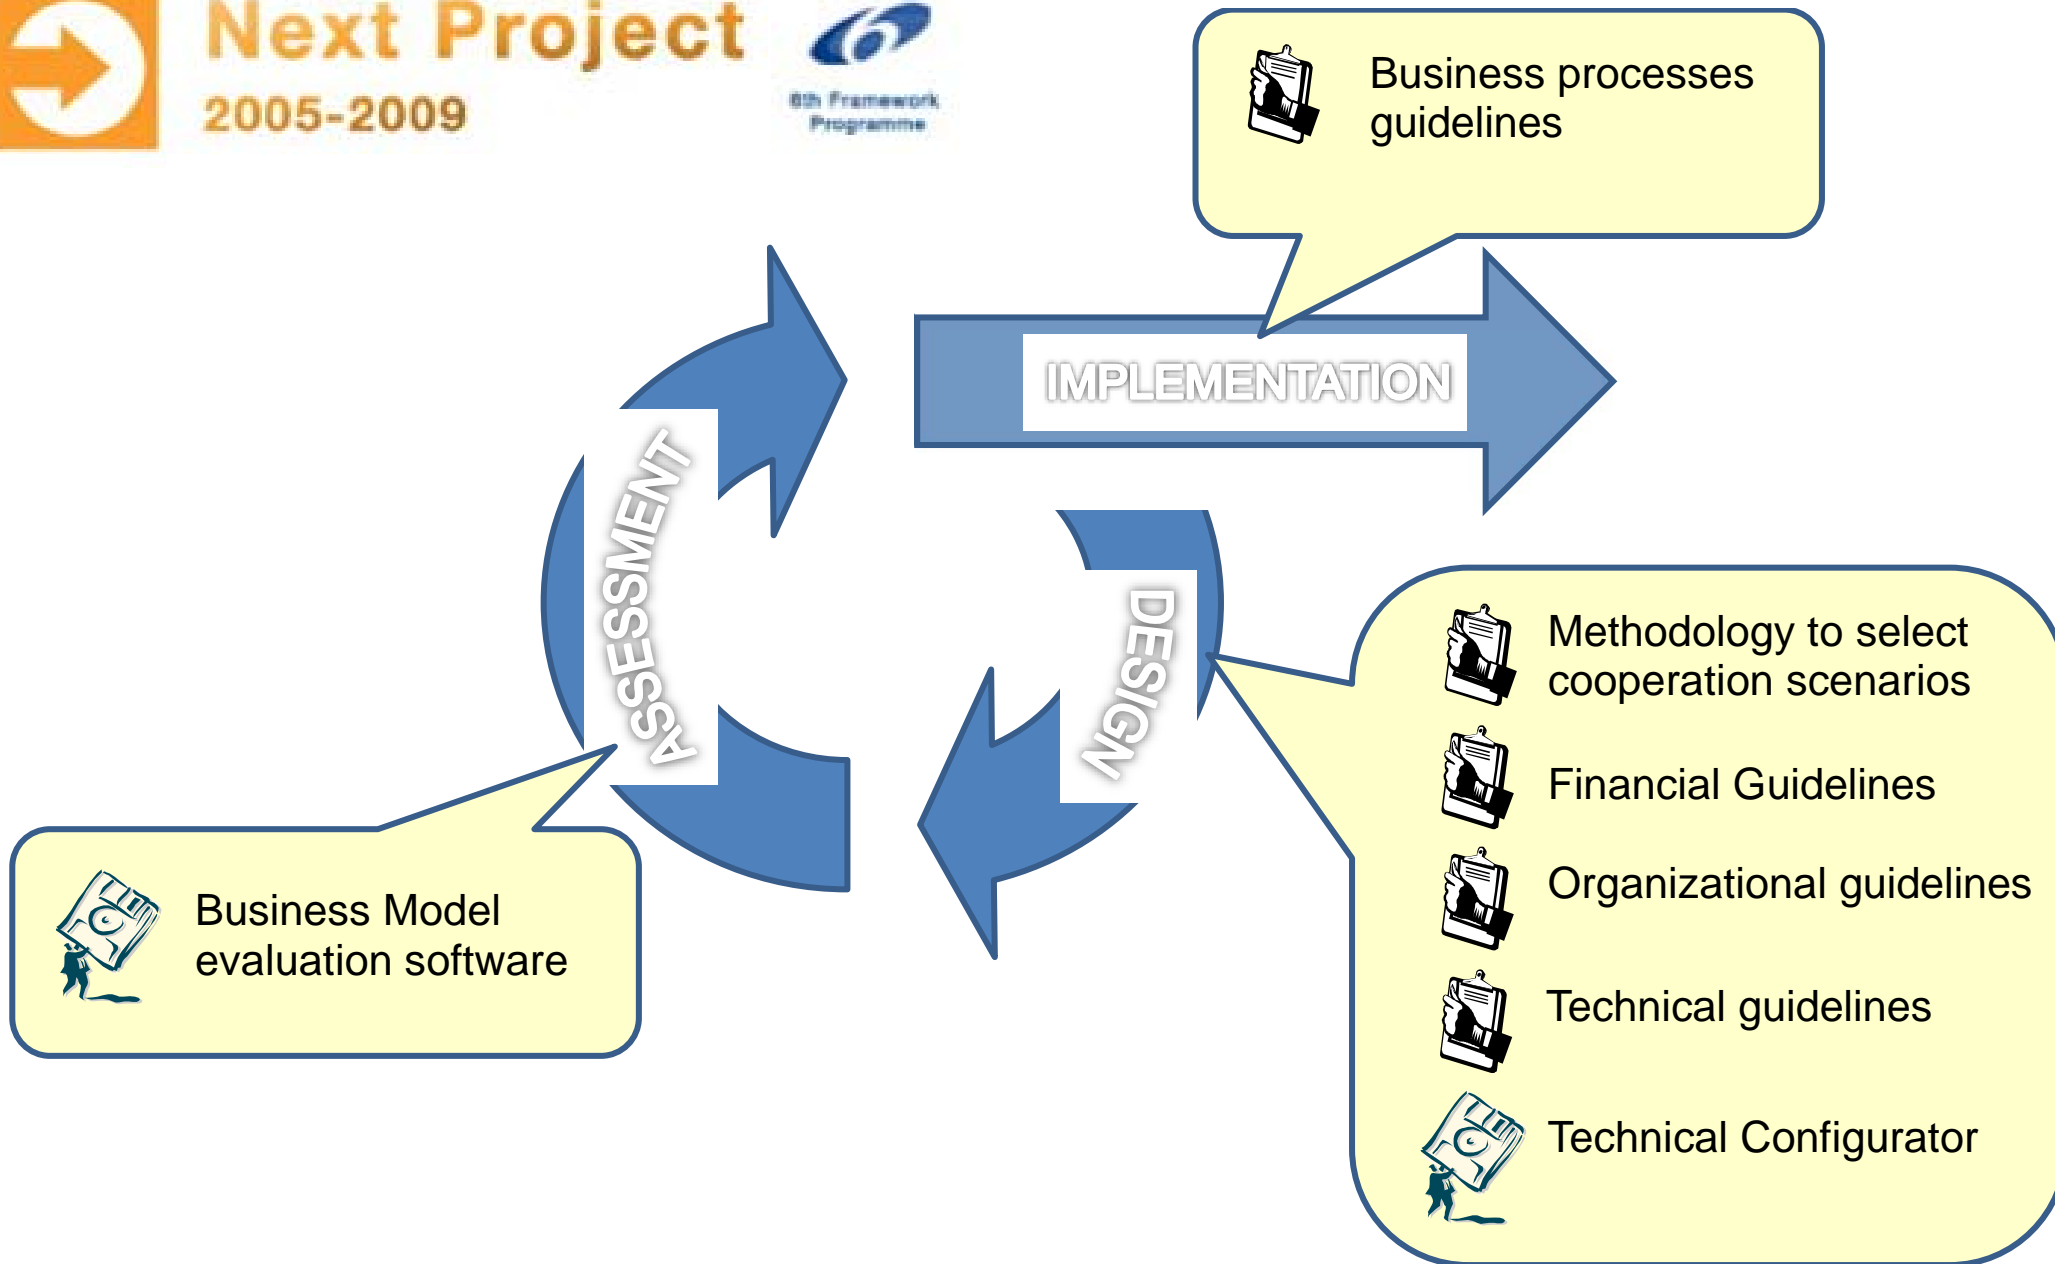 Next Project
2005-2009
6th Framework
Programme
Business processes
guidelines
IMPLEMENTATION
ASSESSMENT
DESIGN
Methodology to select
cooperation scenarios
Financial Guidelines
Organizational guidelines
Technical guidelines
Technical Configurator
Business Model
evaluation software